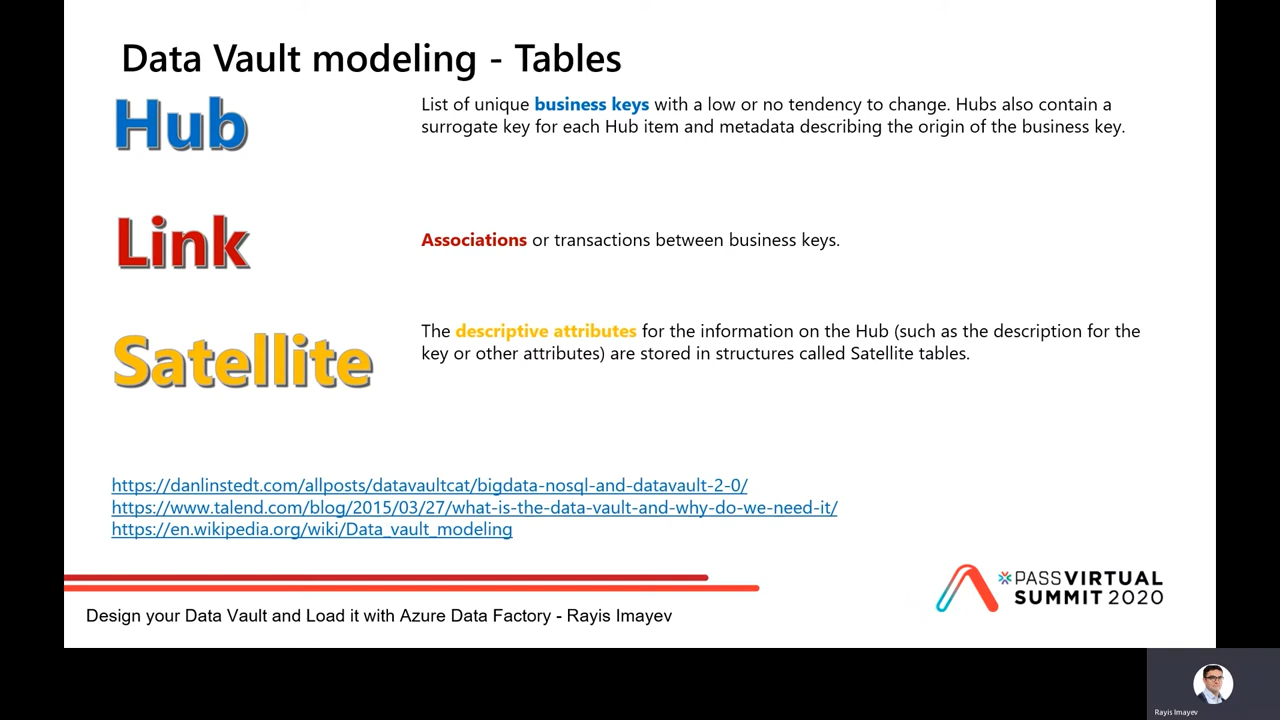 Data Vault modeling - Tables
Hub
List of unique business keys with a low or no tendency to change. Hubs also contain a
surrogate key for each Hub item and metadata describing the origin of the business key.
Link
Associations or transactions between business keys.
Satellite
The descriptive attributes for the information on the Hub (such as the description for the
key or other attributes) are stored in structures called Satellite tables.
https://danlinstedt.com/allposts/datavaultcat/bigdata-nosql-and-datavault-2-0/
https://www.talend.com/blog/2015/03/27/what-is-the-data-vault-and-why-do-we-need-it/
https://en.wikipedia.org/wiki/Data_vault_modeling
PASS VIRTUAL
SUMMIT 2020
Design your Data Vault and Load it with Azure Data Factory - Rayis Imayev
Rayis Imayev